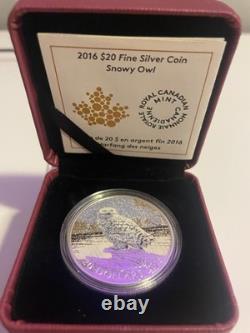 2016 $20 Fine Silver Coin
Snowy Owl
ROYAL CANADIAN MINT
MONNAIE ROYALE CANADIENNE
de 20 $ en argent fin 2016
Harfang des neiges
20 DOLLARS